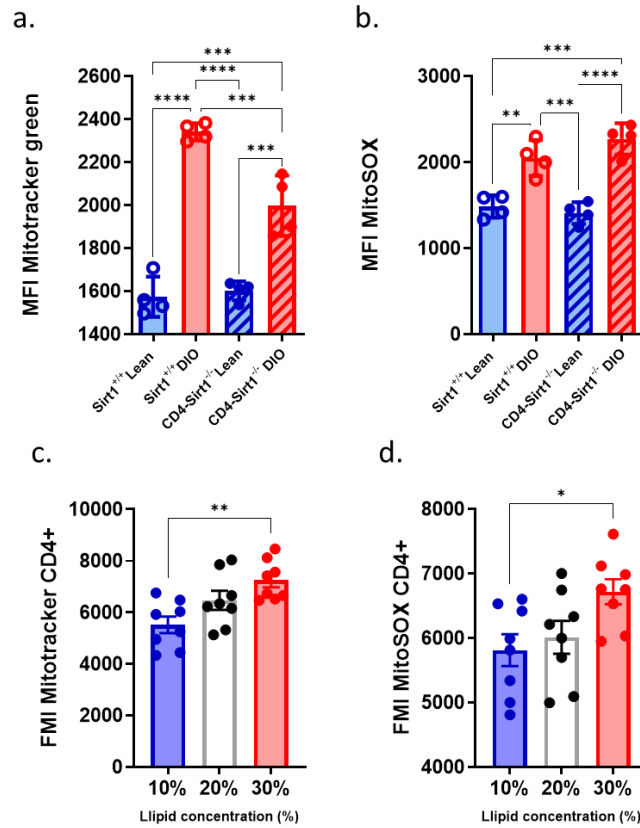 a.
MFI Mitotracker green
2600
2400
2200
2000
1800
1600
1400
***
****
****
***
***
Sirt1+/+ Lean
Sirt1+/+ DIO
CD4-Sirt1-/- Lean
CD4-Sirt1-/- DIO
b.
MFI MitoSOX
3000
2000
1000
0
***
****
**
***
Sirt1+/+ Lean
Sirt1+/+ DIO
CD4-Sirt1-/- Lean
CD4-Sirt1-/- DIO
c.
FMI Mitotracker CD4+
10000
8000
6000
4000
2000
0
**
10% 20% 30%
Llipid concentration (%)
d.
FMI MitoSOX CD4+
8000
7000
6000
5000
4000
*
10% 20% 30%
Llipid concentration (%)